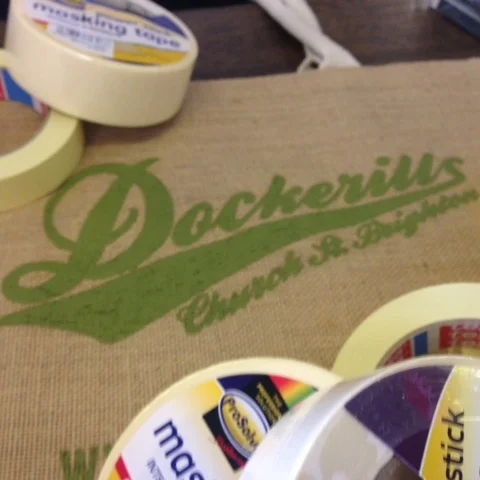 masking tape
Dockerills
Church St. Brighton
ProSolve
mas
stick